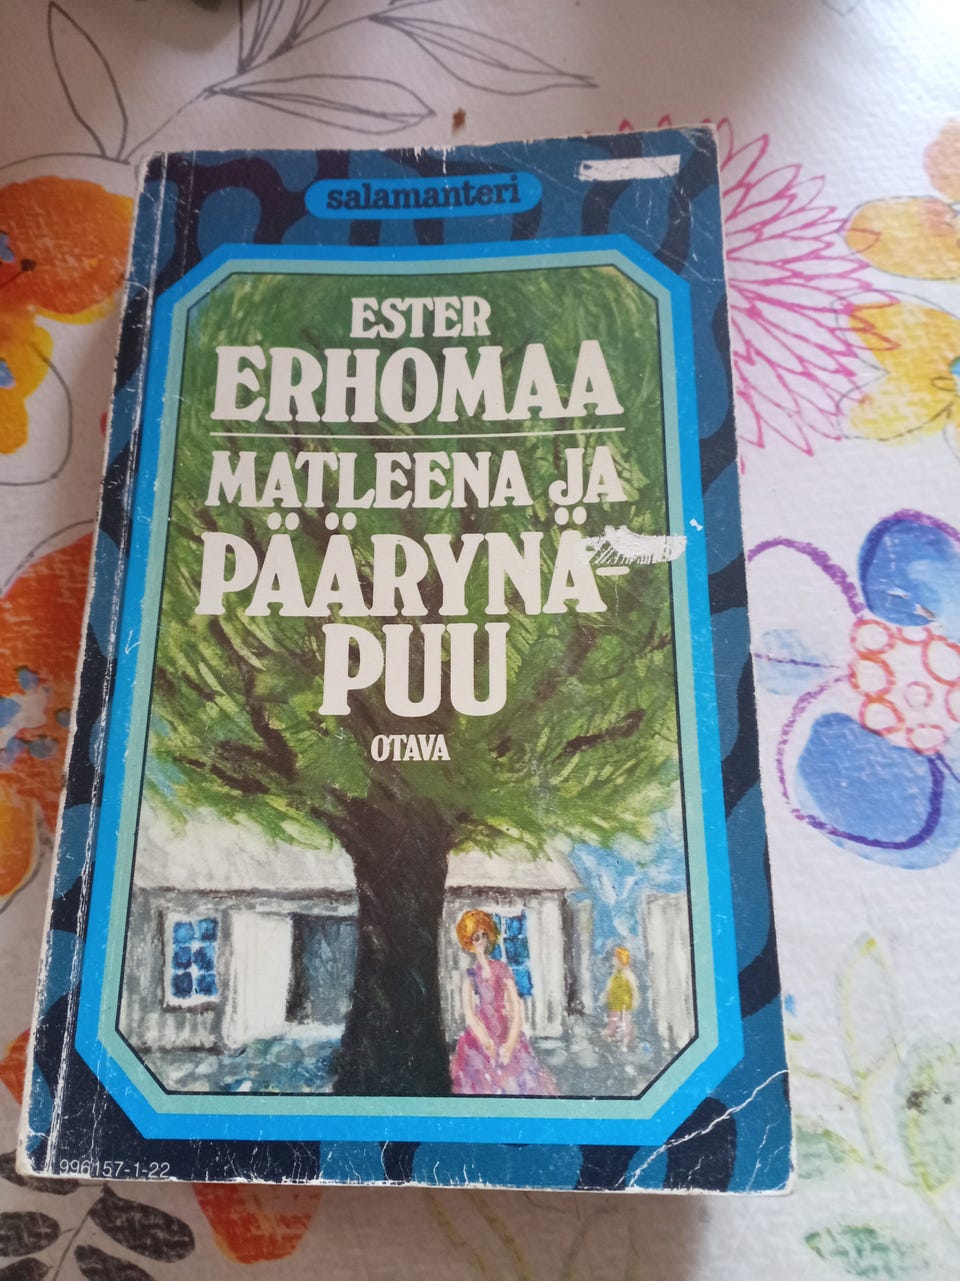 salamanteri
ESTER
ERHOMAA
MATLEENA JA
PÄÄRYNÄ-
PUU
OTAVA
996157-1-22